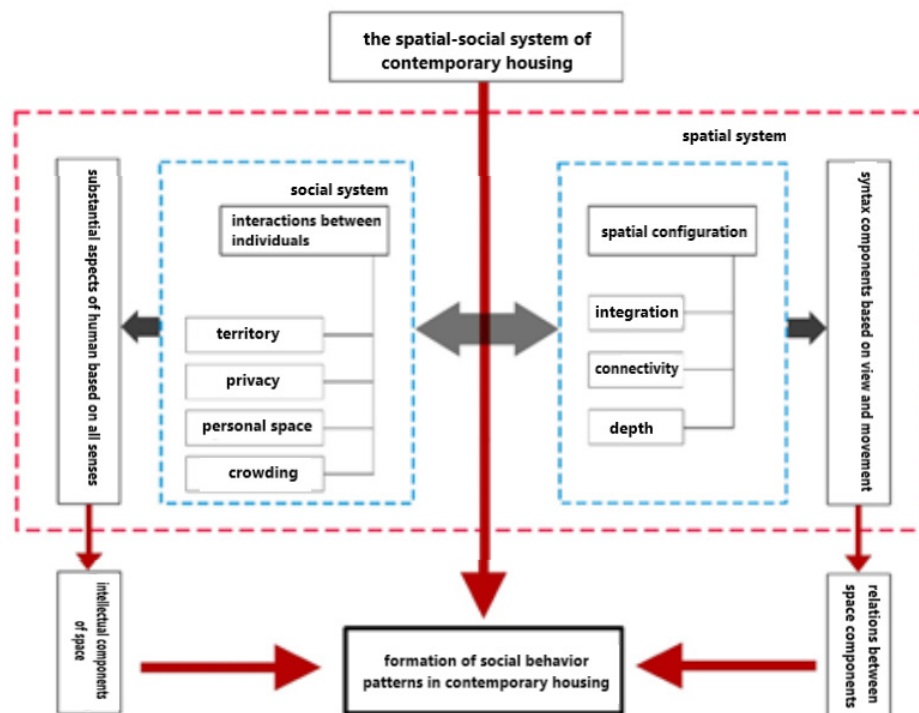 the spatial-social system of
contemporary housing
spatial system
social system
substantial aspects of human based on all senses
interactions between
individuals
territory
privacy
personal space
crowding
spatial configuration
integration
connectivity
depth
syntax components based on view and movement
intellectual components
of space
formation of social behavior
patterns in contemporary housing
relations between
space components